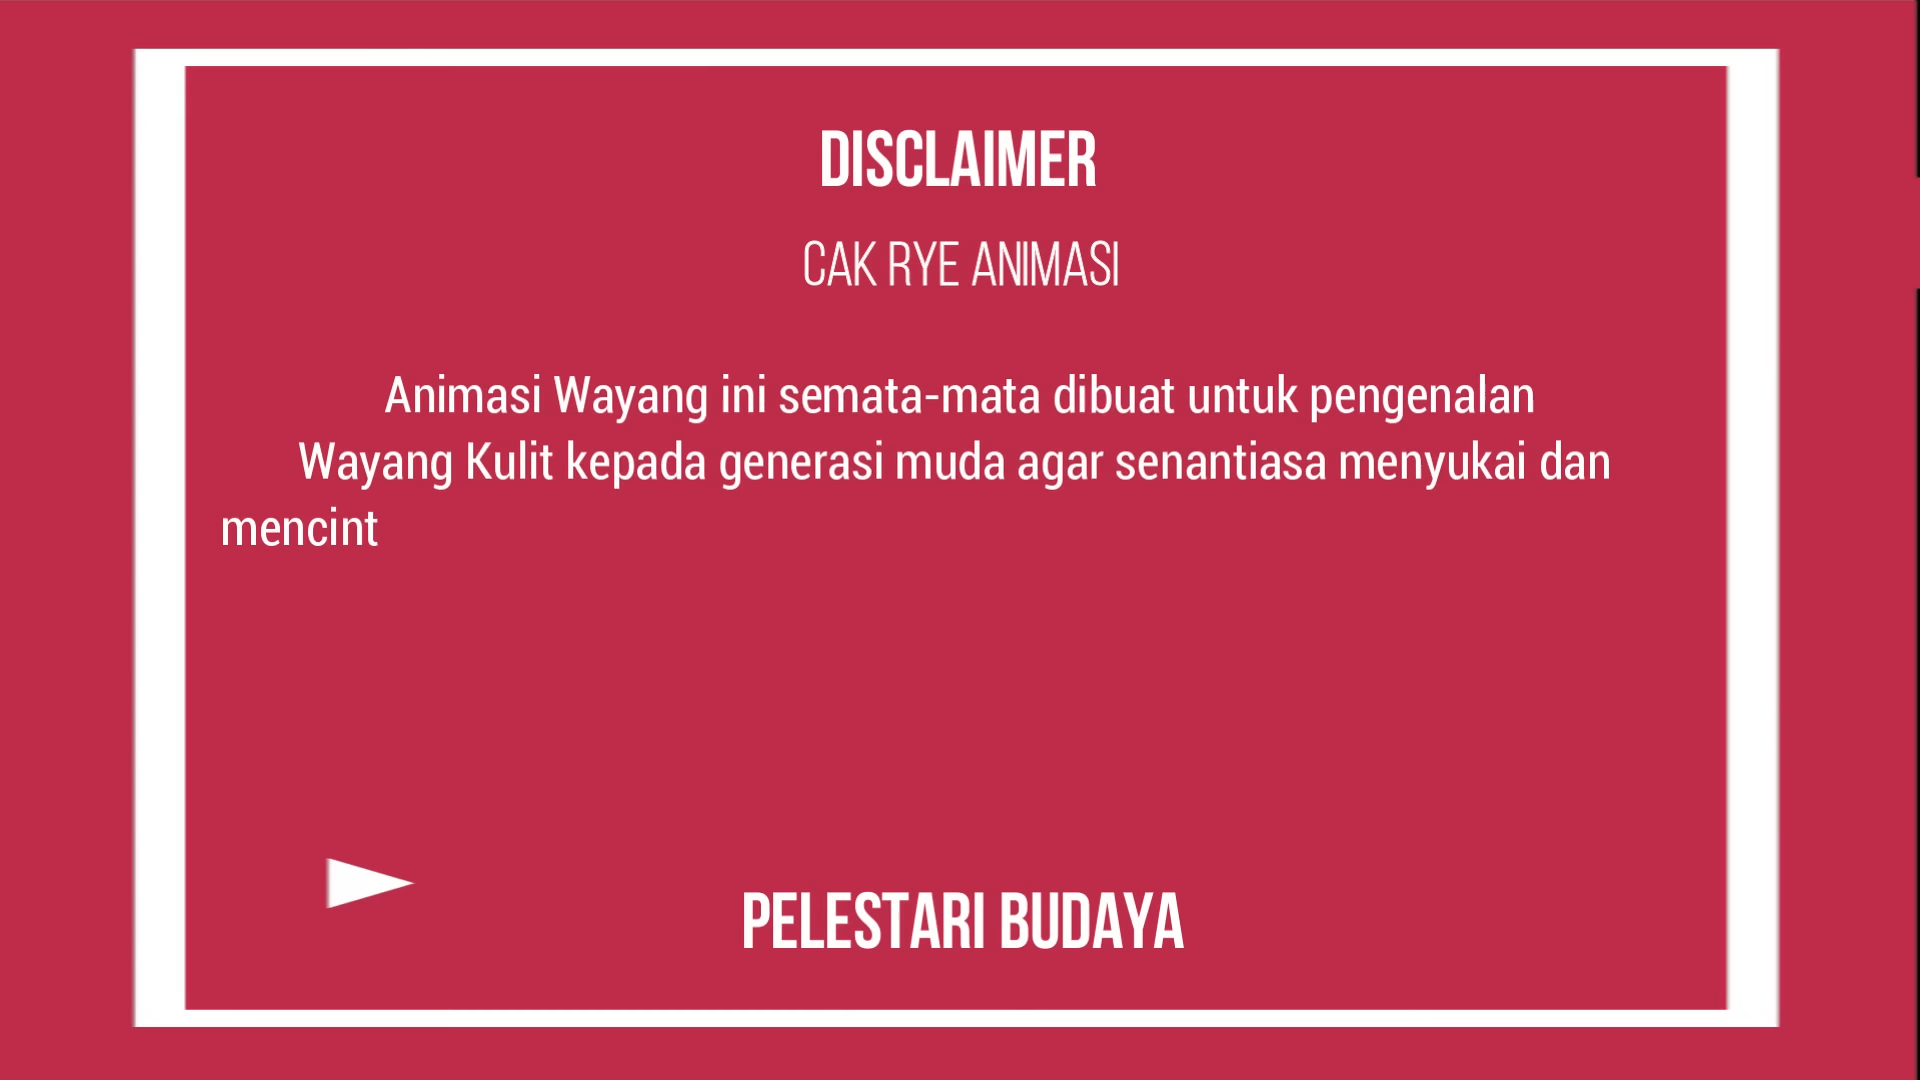 DISCLAIMER
CAK RYE ANIMASI
Animasi Wayang ini semata-mata dibuat untuk pengenalan
Wayang Kulit kepada generasi muda agar senantiasa menyukai dan
mencint
PELESTARI BUDAYA